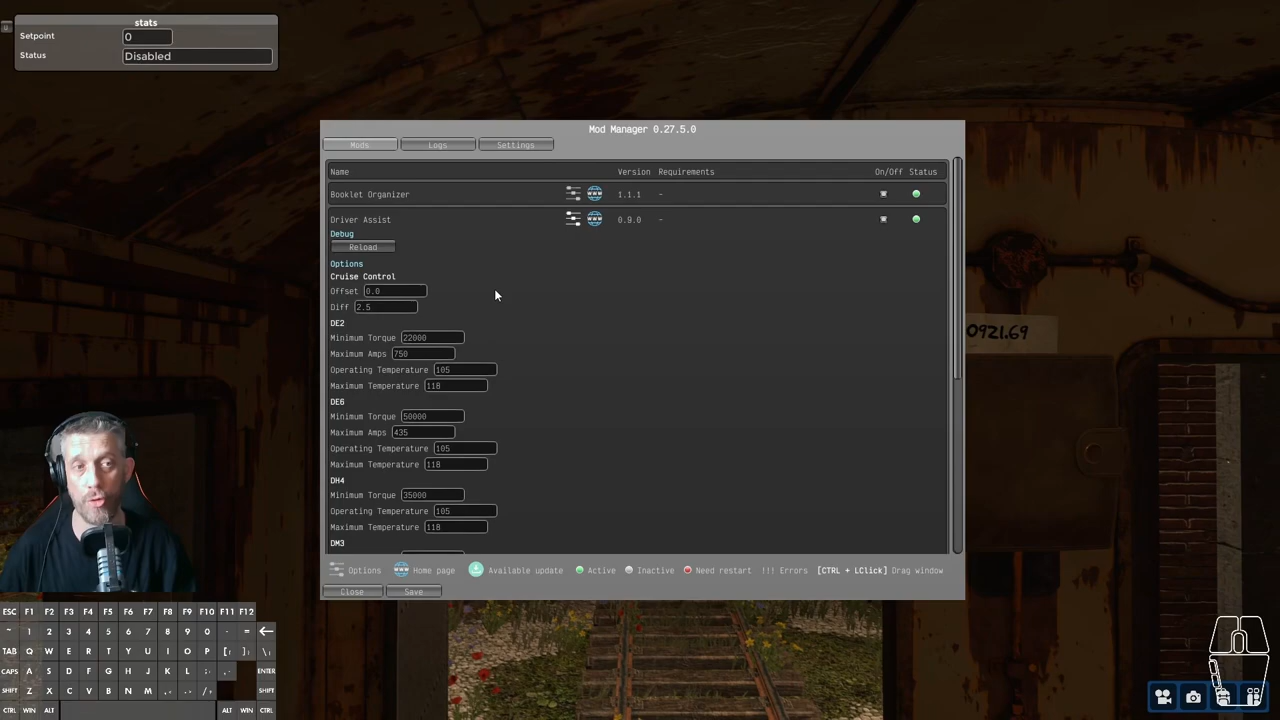 stats
Setpoint 0
Status Disabled
Mod Manager 0.27.5.0
Mods Logs Settings
Name Version Requirements On/Off Status
Booklet Organizer 1.1.1 -
Driver Assist 0.9.0 -
Debug
Reload
Options
Cruise Control
Offset 0.0
Diff 2.5
DE2
Minimum Torque 22000
Maximum Amps 750
Operating Temperature 105
Maximum Temperature 118
DE6
Minimum Torque 50000
Maximum Amps 435
Operating Temperature 105
Maximum Temperature 118
DH4
Minimum Torque 35000
Operating Temperature 105
Maximum Temperature 118
DM3
Options Home page Available update Active Inactive Need restart !!! Errors [CTRL + LClick] Drag window
Close Save
0921.69
ESC F1 F2 F3 F4 F5 F6 F7 F8 F9 F10 F11 F12
~ 1 2 3 4 5 6 7 8 9 0 - =
TAB Q W E R T Y U I O P [{ ]} \|
CAPS A S D F G H J K L ;: ENTER
SHIFT Z X C V B N M ,< .> /? SHIFT
CTRL WIN ALT ALT WIN CTRL